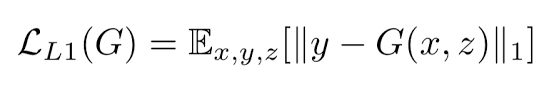 $\mathcal{L}_{L1}(G) = \mathbb{E}_{x,y,z}[\|y - G(x, z)\|_1]$